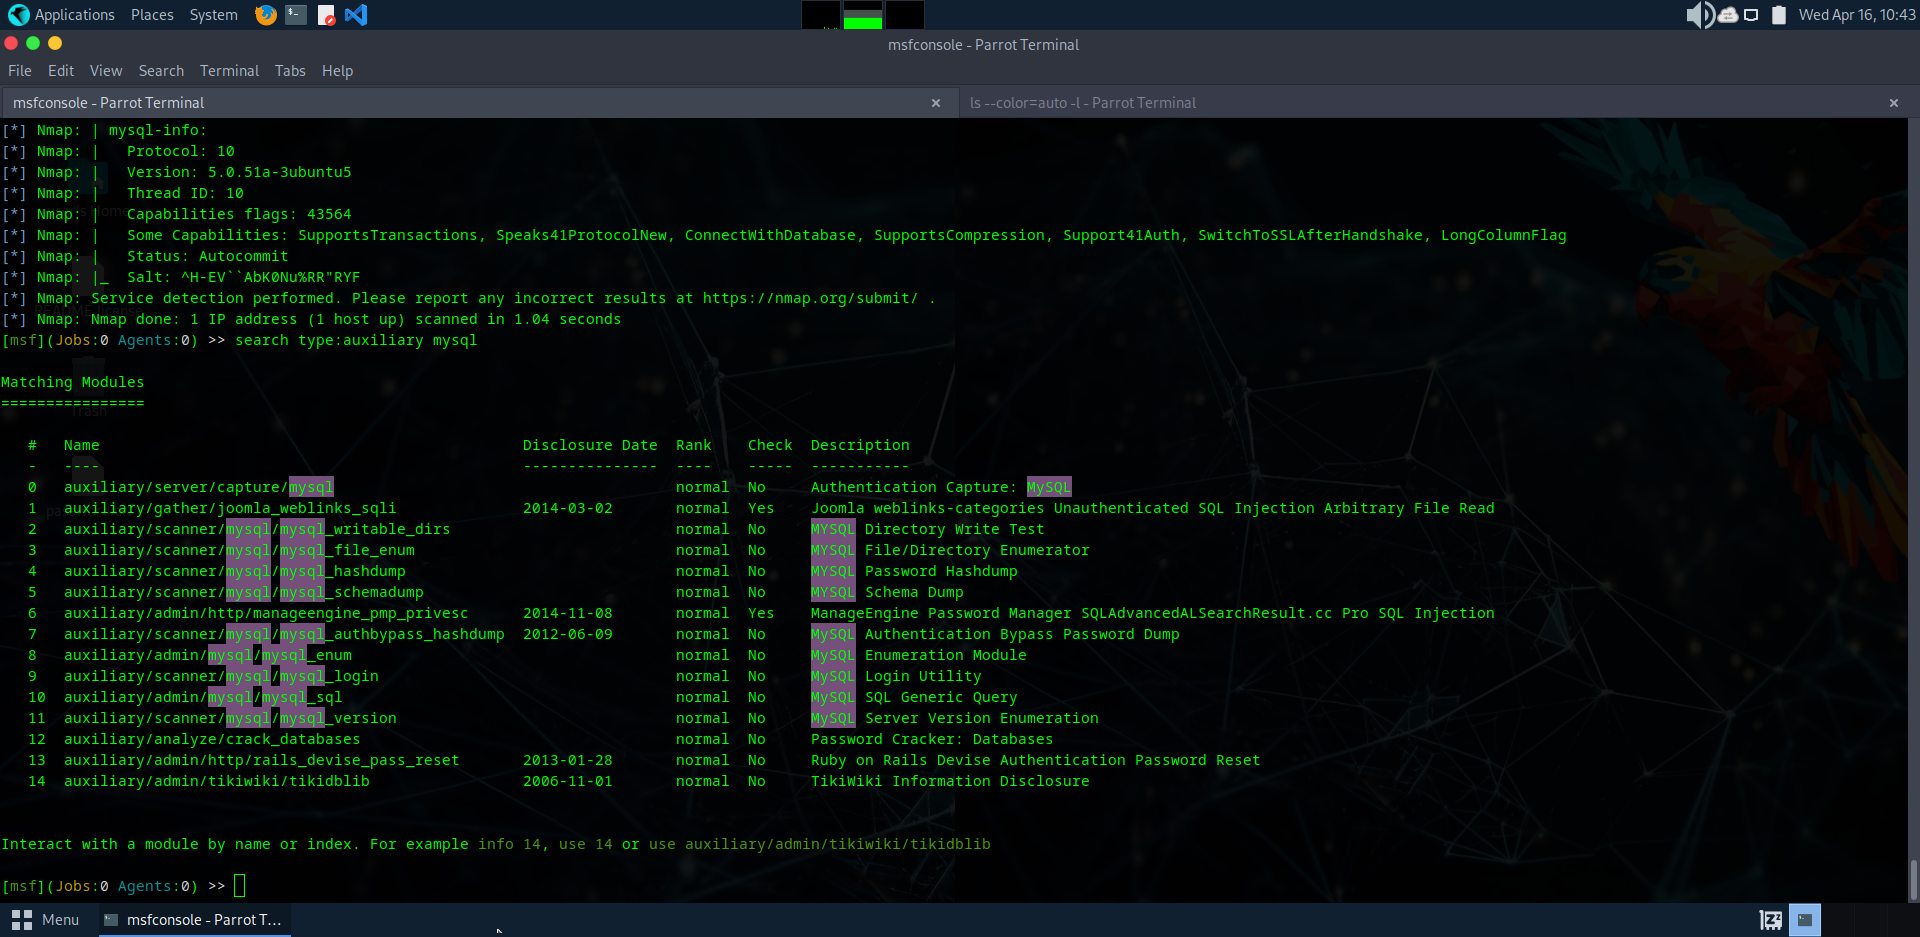 Applications Places System Wed Apr 16, 10:43
msfconsole - Parrot Terminal
File Edit View Search Terminal Tabs Help
msfconsole - Parrot Terminal × ls --color=auto -l - Parrot Terminal ×
[*] Nmap: | mysql-info:
[*] Nmap: |   Protocol: 10
[*] Nmap: |   Version: 5.0.51a-3ubuntu5
[*] Nmap: |   Thread ID: 10
[*] Nmap: |   Capabilities flags: 43564
[*] Nmap: |   Some Capabilities: SupportsTransactions, Speaks41ProtocolNew, ConnectWithDatabase, SupportsCompression, Support41Auth, SwitchToSSLAfterHandshake, LongColumnFlag
[*] Nmap: |   Status: Autocommit
[*] Nmap: |_  Salt: ^H-EV``AbK0Nu%RR"RYF
[*] Nmap: Service detection performed. Please report any incorrect results at https://nmap.org/submit/ .
[*] Nmap: Nmap done: 1 IP address (1 host up) scanned in 1.04 seconds
[msf](Jobs:0 Agents:0) >> search type:auxiliary mysql
Matching Modules
================
Trash
#   Name   Disclosure Date  Rank    Check  Description
-   ----   ---------------  ----    -----  -----------
0   auxiliary/server/capture/mysql   normal  No   Authentication Capture: MySQL
1   auxiliary/gather/joomla_weblinks_sqli   2014-03-02   normal  Yes   Joomla weblinks-categories Unauthenticated SQL Injection Arbitrary File Read
2   auxiliary/scanner/mysql/mysql_writable_dirs   normal  No   MYSQL Directory Write Test
3   auxiliary/scanner/mysql/mysql_file_enum   normal  No   MYSQL File/Directory Enumerator
4   auxiliary/scanner/mysql/mysql_hashdump   normal  No   MYSQL Password Hashdump
5   auxiliary/scanner/mysql/mysql_schemadump   normal  No   MYSQL Schema Dump
6   auxiliary/admin/http/manageengine_pmp_privesc   2014-11-08   normal  Yes   ManageEngine Password Manager SQLAdvancedALSearchResult.cc Pro SQL Injection
7   auxiliary/scanner/mysql/mysql_authbypass_hashdump   2012-06-09   normal  No   MySQL Authentication Bypass Password Dump
8   auxiliary/admin/mysql/mysql_enum   normal  No   MySQL Enumeration Module
9   auxiliary/scanner/mysql/mysql_login   normal  No   MySQL Login Utility
10  auxiliary/admin/mysql/mysql_sql   normal  No   MySQL SQL Generic Query
11  auxiliary/scanner/mysql/mysql_version   normal  No   MySQL Server Version Enumeration
12  auxiliary/analyze/crack_databases   normal  No   Password Cracker: Databases
13  auxiliary/admin/http/rails_devise_pass_reset   2013-01-28   normal  No   Ruby on Rails Devise Authentication Password Reset
14  auxiliary/admin/tikiwiki/tikidblib   2006-11-01   normal  No   TikiWiki Information Disclosure
Interact with a module by name or index. For example info 14, use 14 or use auxiliary/admin/tikiwiki/tikidblib
[msf](Jobs:0 Agents:0) >>
Menu msfconsole - Parrot T...